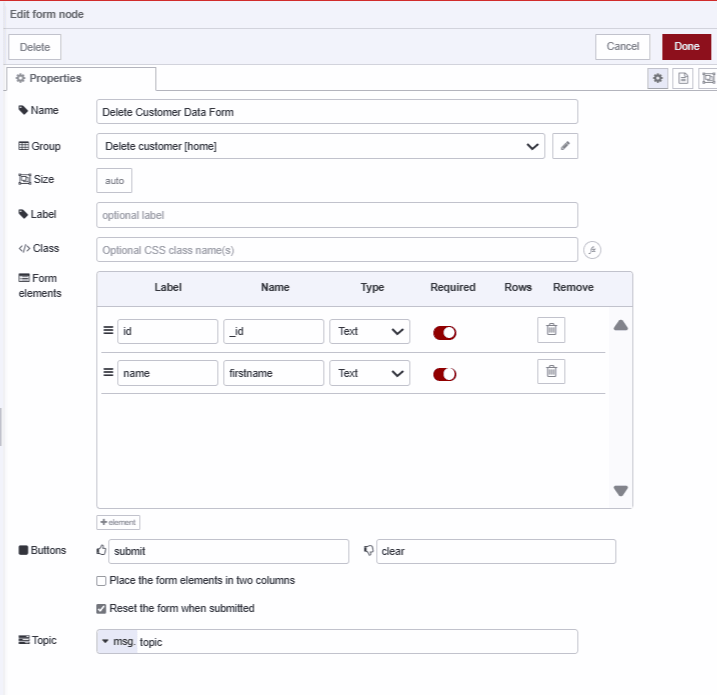 Edit form node
Delete Cancel Done
Properties
Name Delete Customer Data Form
Group Delete customer [home]
Size auto
Label optional label
</> Class Optional CSS class name(s)
Form elements
Label Name Type Required Rows Remove
id _id Text
name firstname Text
+element
Buttons submit clear
Place the form elements in two columns
Reset the form when submitted
Topic msg. topic